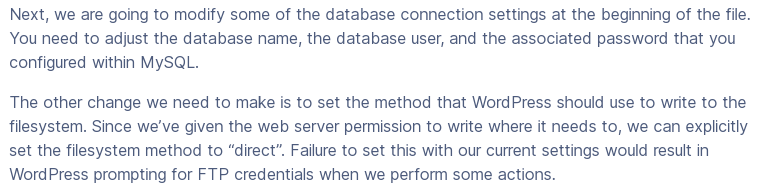 Next, we are going to modify some of the database connection settings at the beginning of the file.
You need to adjust the database name, the database user, and the associated password that you
configured within MySQL.
The other change we need to make is to set the method that WordPress should use to write to the
filesystem. Since we’ve given the web server permission to write where it needs to, we can explicitly
set the filesystem method to “direct”. Failure to set this with our current settings would result in
WordPress prompting for FTP credentials when we perform some actions.